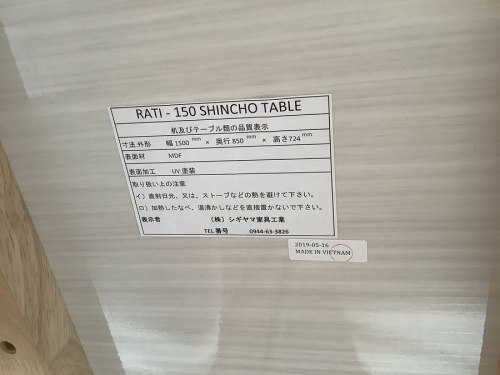 RATI - 150 SHINCHO TABLE
机及びテーブル類の品質表示
寸法.外形 幅 1500 mm × 奥行 850 mm × 高さ724 mm
表面材 MDF
表面加工 UV 塗装
取り扱い上の注意
イ）直射日光、又は、ストーブなどの熱を避けて下さい。
ロ）加熱したなべ、湯沸かしなどを直接置かないで下さい。
表示者 （株）シギヤマ家具工業
TEL 番号 0944-63-3826
2019-05-16
MADE IN VIETNAM